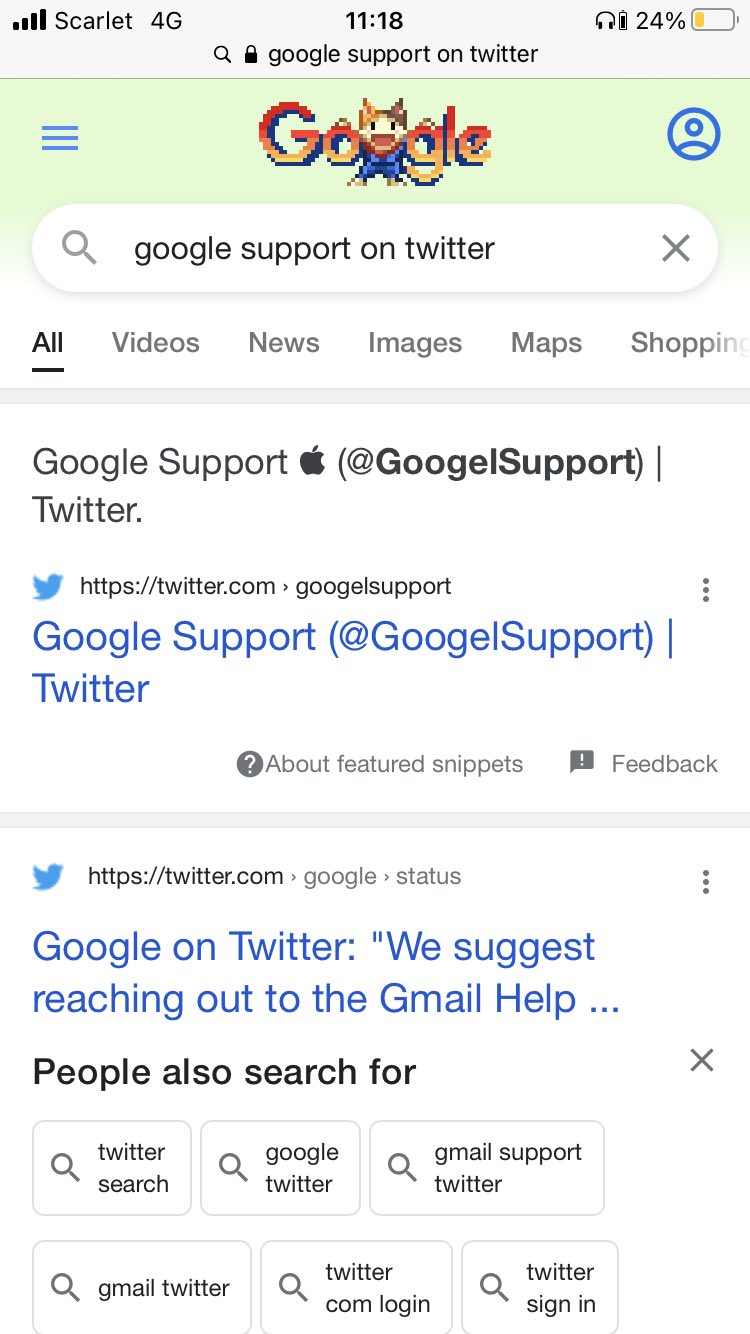 Scarlet 4G 11:18 24%
google support on twitter
Google
google support on twitter
All Videos News Images Maps Shopping
Google Support (@GoogelSupport) |
Twitter.
https://twitter.com › googelsupport
Google Support (@GoogelSupport) |
Twitter
About featured snippets Feedback
https://twitter.com › google › status
Google on Twitter: "We suggest
reaching out to the Gmail Help ...
People also search for
twitter
search
google
twitter
gmail support
twitter
gmail twitter
twitter
com login
twitter
sign in